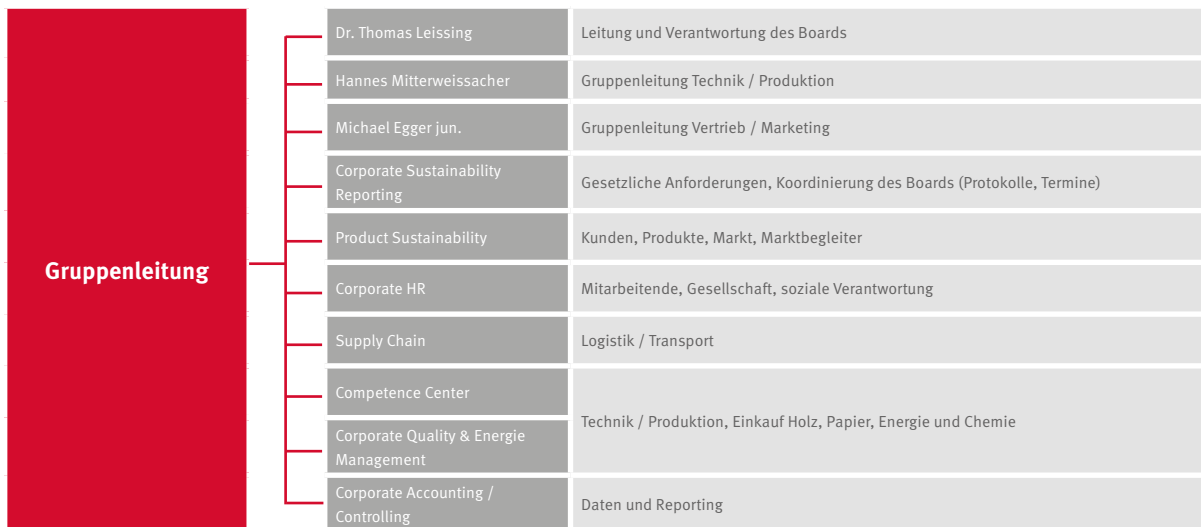 Gruppenleitung
Dr. Thomas Leissing
Leitung und Verantwortung des Boards
Hannes Mitterweissacher
Gruppenleitung Technik / Produktion
Michael Egger jun.
Gruppenleitung Vertrieb / Marketing
Corporate Sustainability
Reporting
Gesetzliche Anforderungen, Koordinierung des Boards (Protokolle, Termine)
Product Sustainability
Kunden, Produkte, Markt, Marktbegleiter
Corporate HR
Mitarbeitende, Gesellschaft, soziale Verantwortung
Supply Chain
Logistik / Transport
Competence Center
Corporate Quality & Energie
Management
Technik / Produktion, Einkauf Holz, Papier, Energie und Chemie
Corporate Accounting /
Controlling
Daten und Reporting